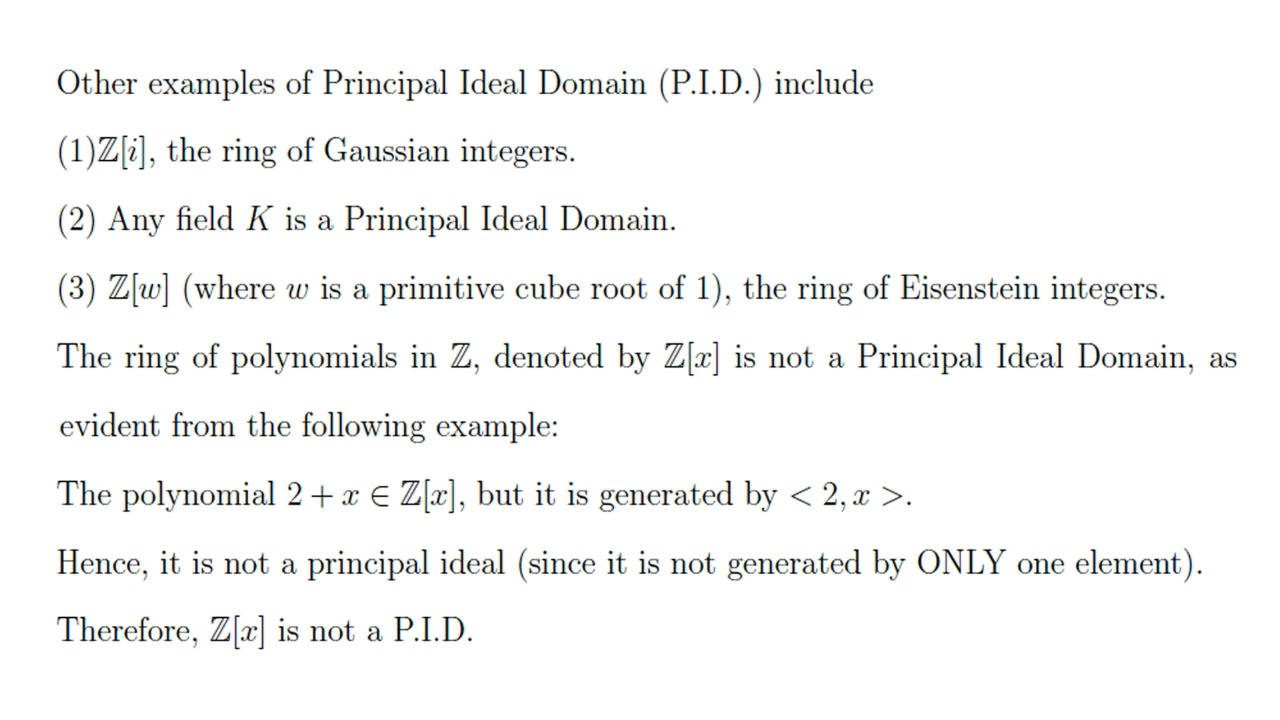 Other examples of Principal Ideal Domain (P.I.D.) include
(1)ℤ[i], the ring of Gaussian integers.
(2) Any field K is a Principal Ideal Domain.
(3) ℤ[w] (where w is a primitive cube root of 1), the ring of Eisenstein integers.
The ring of polynomials in ℤ, denoted by ℤ[x] is not a Principal Ideal Domain, as
evident from the following example:
The polynomial 2 + x ∈ ℤ[x], but it is generated by < 2, x >.
Hence, it is not a principal ideal (since it is not generated by ONLY one element).
Therefore, ℤ[x] is not a P.I.D.